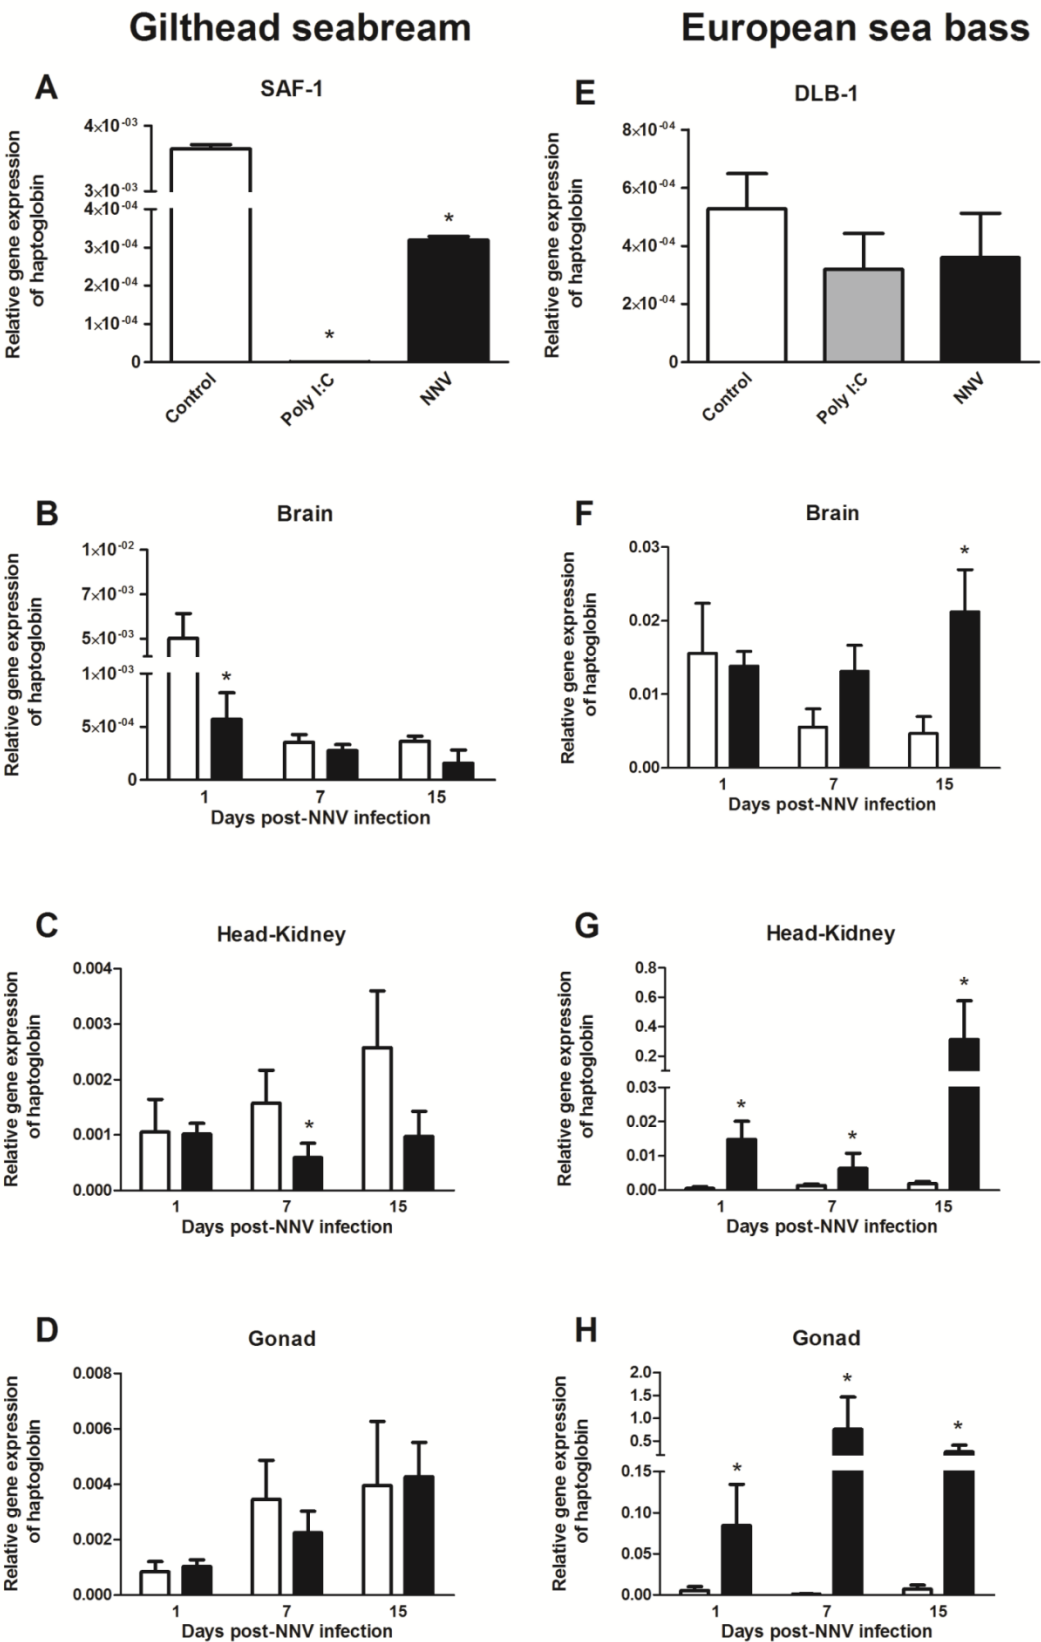 Gilthead seabream
European sea bass
A
SAF-1
Relative gene expression
of haptoglobin
4×10⁻⁰³
3×10⁻⁰³
4×10⁻⁰⁴
3×10⁻⁰⁴
2×10⁻⁰⁴
1×10⁻⁰⁴
0
*
*
Control
Poly I:C
NNV
E
DLB-1
Relative gene expression
of haptoglobin
8×10⁻⁰⁴
6×10⁻⁰⁴
4×10⁻⁰⁴
2×10⁻⁰⁴
0
Control
Poly I:C
NNV
B
Brain
Relative gene expression
of haptoglobin
1×10⁻⁰²
7×10⁻⁰³
5×10⁻⁰³
1×10⁻⁰³
5×10⁻⁰⁴
0
*
1 7 15
Days post-NNV infection
F
Brain
Relative gene expression
of haptoglobin
0.03
0.02
0.01
0.00
*
1 7 15
Days post-NNV infection
C
Head-Kidney
Relative gene expression
of haptoglobin
0.004
0.003
0.002
0.001
0.000
*
1 7 15
Days post-NNV infection
G
Head-Kidney
Relative gene expression
of haptoglobin
0.8
0.6
0.4
0.2
0.03
0.02
0.01
0.00
*
*
*
1 7 15
Days post-NNV infection
D
Gonad
Relative gene expression
of haptoglobin
0.008
0.006
0.004
0.002
0.000
1 7 15
Days post-NNV infection
H
Gonad
Relative gene expression
of haptoglobin
2.0
1.5
1.0
0.5
0.15
0.10
0.05
0.00
*
*
*
1 7 15
Days post-NNV infection